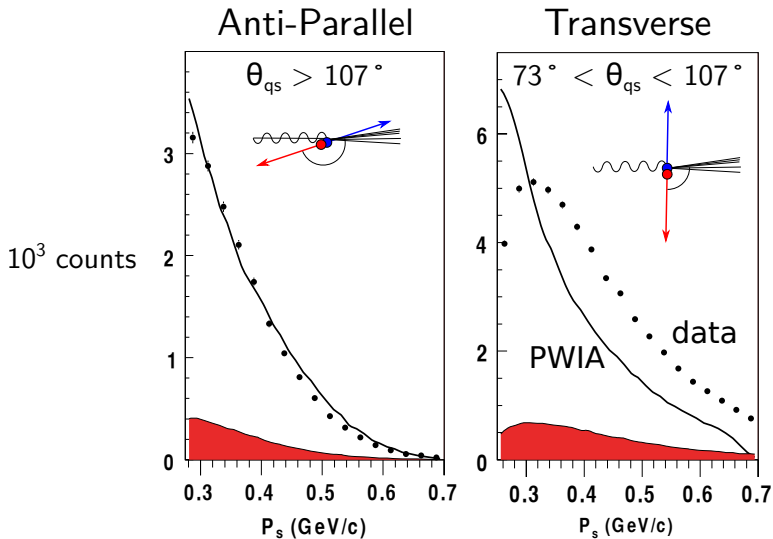 Anti-Parallel
θqs > 107°
3
2
1
0
0.3 0.4 0.5 0.6 0.7
Ps (GeV/c)
10³ counts
Transverse
73° < θqs < 107°
6
4
2
0
0.3 0.4 0.5 0.6 0.7
Ps (GeV/c)
PWIA
data